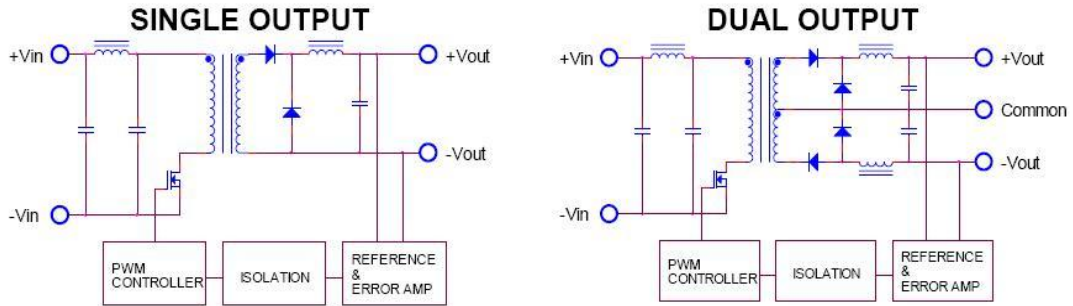 SINGLE OUTPUT
+Vin
+Vout
-Vout
-Vin
PWM
CONTROLLER
ISOLATION
REFERENCE
&
ERROR AMP
DUAL OUTPUT
+Vin
+Vout
Common
-Vout
-Vin
PWM
CONTROLLER
ISOLATION
REFERENCE
&
ERROR AMP